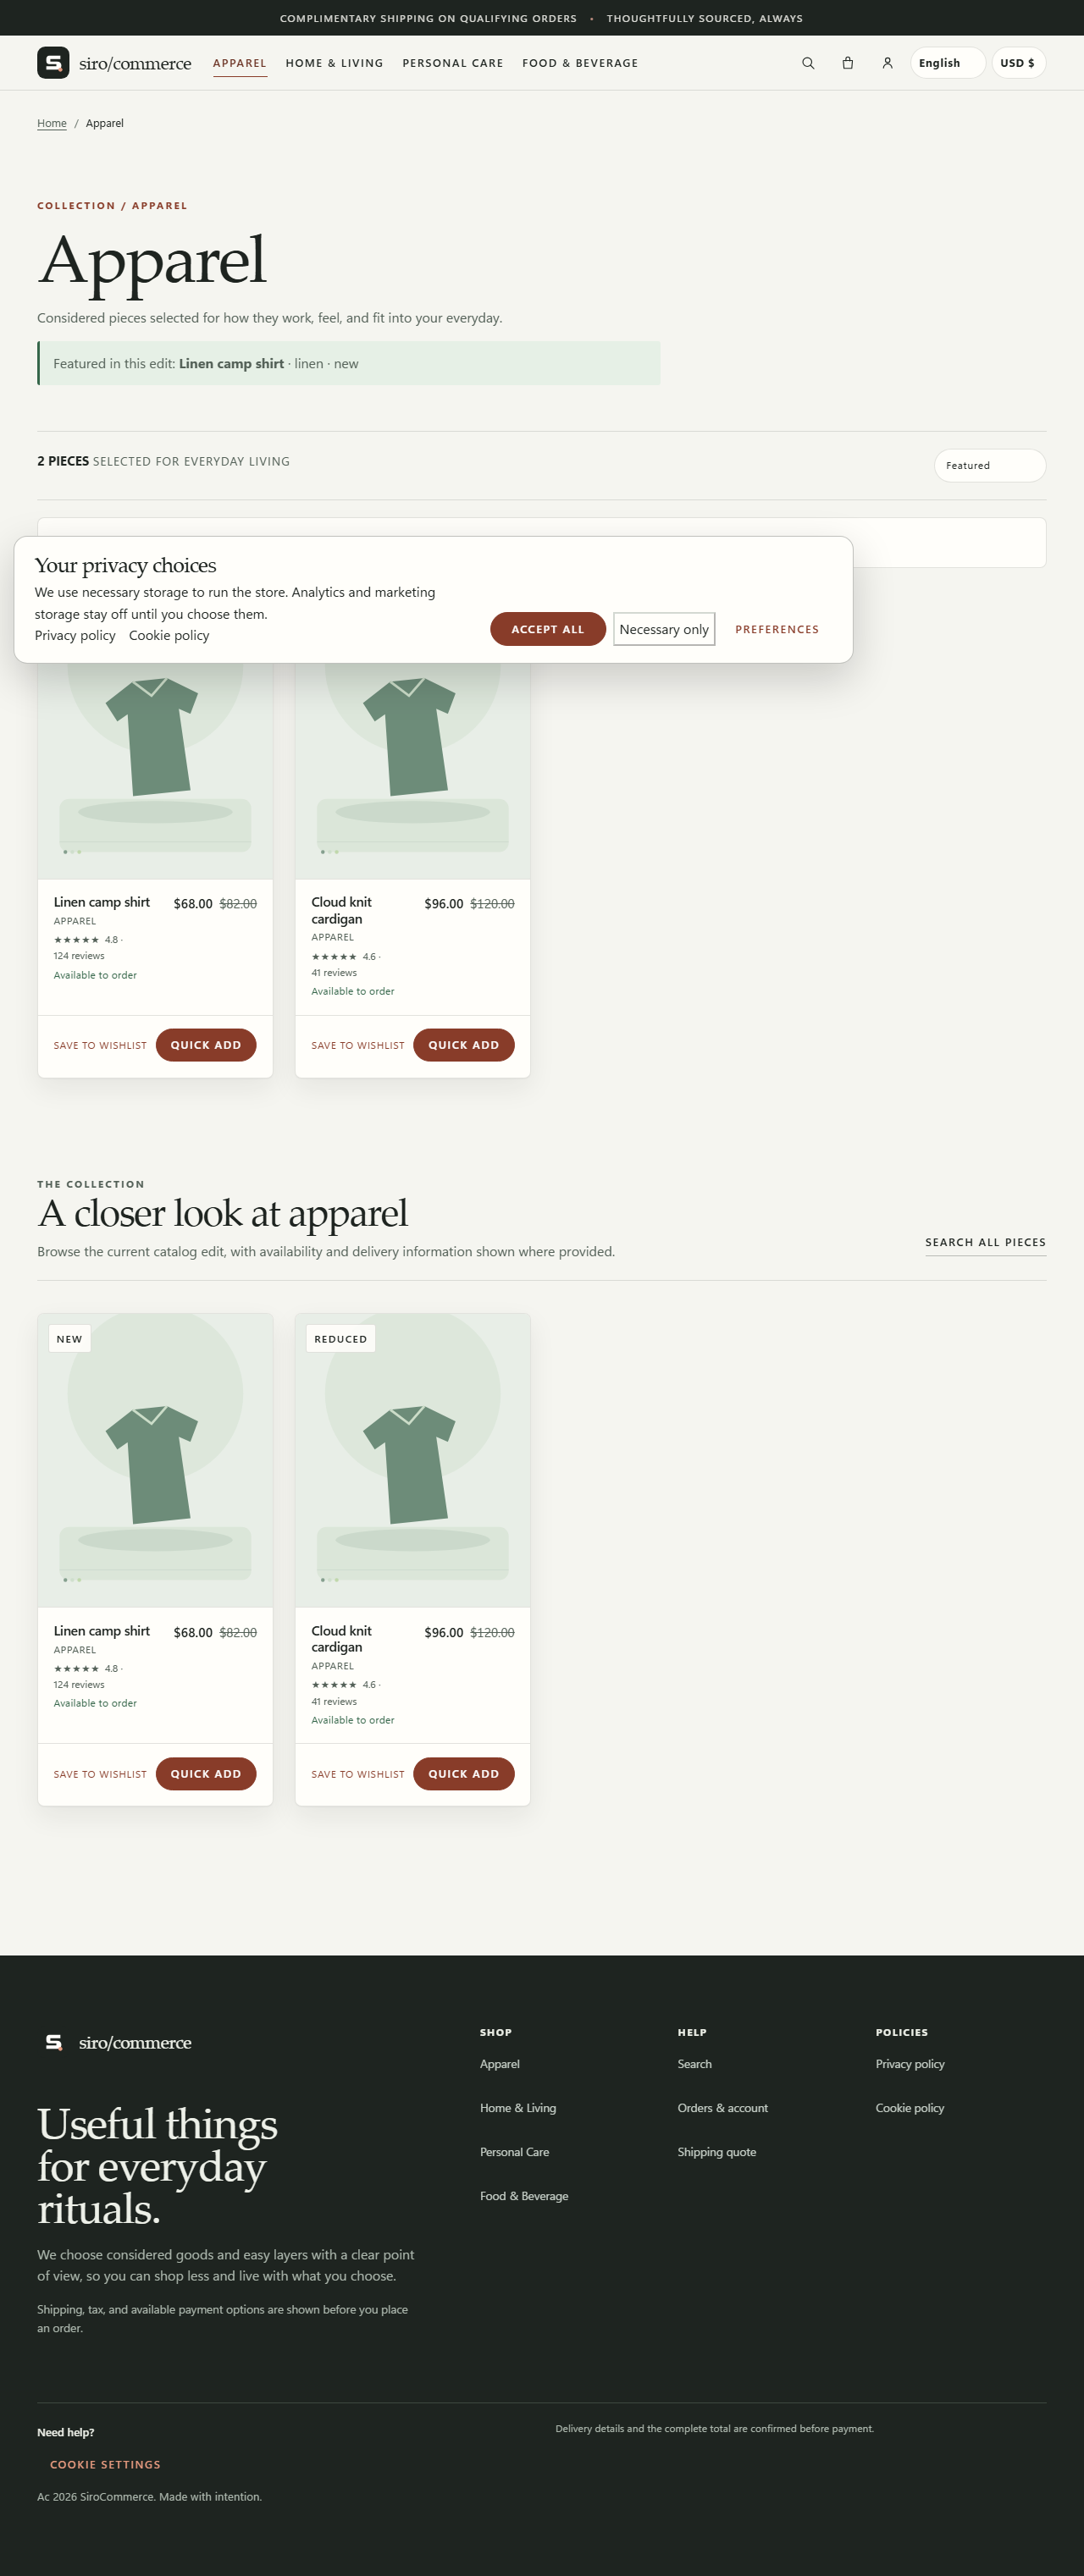 COMPLIMENTARY SHIPPING ON QUALIFYING ORDERS • THOUGHTFULLY SOURCED, ALWAYS
S siro/commerce APPAREL HOME & LIVING PERSONAL CARE FOOD & BEVERAGE English USD $
Home / Apparel
COLLECTION / APPAREL
Apparel
Considered pieces selected for how they work, feel, and fit into your everyday.
Featured in this edit: Linen camp shirt · linen · new
2 PIECES SELECTED FOR EVERYDAY LIVING
Featured
Your privacy choices
We use necessary storage to run the store. Analytics and marketing
storage stay off until you choose them.
Privacy policy Cookie policy
ACCEPT ALL Necessary only PREFERENCES
Linen camp shirt $68.00 $82.00
APPAREL
★★★★★ 4.8 ·
124 reviews
Available to order
SAVE TO WISHLIST QUICK ADD
Cloud knit
cardigan $96.00 $120.00
APPAREL
★★★★★ 4.6 ·
41 reviews
Available to order
SAVE TO WISHLIST QUICK ADD
THE COLLECTION
A closer look at apparel
Browse the current catalog edit, with availability and delivery information shown where provided.
SEARCH ALL PIECES
NEW
Linen camp shirt $68.00 $82.00
APPAREL
★★★★★ 4.8 ·
124 reviews
Available to order
SAVE TO WISHLIST QUICK ADD
REDUCED
Cloud knit
cardigan $96.00 $120.00
APPAREL
★★★★★ 4.6 ·
41 reviews
Available to order
SAVE TO WISHLIST QUICK ADD
S siro/commerce
Useful things
for everyday
rituals.
We choose considered goods and easy layers with a clear point
of view, so you can shop less and live with what you choose.
Shipping, tax, and available payment options are shown before you place
an order.
SHOP
Apparel
Home & Living
Personal Care
Food & Beverage
HELP
Search
Orders & account
Shipping quote
POLICIES
Privacy policy
Cookie policy
Need help?
COOKIE SETTINGS
Ac 2026 SiroCommerce. Made with intention.
Delivery details and the complete total are confirmed before payment.